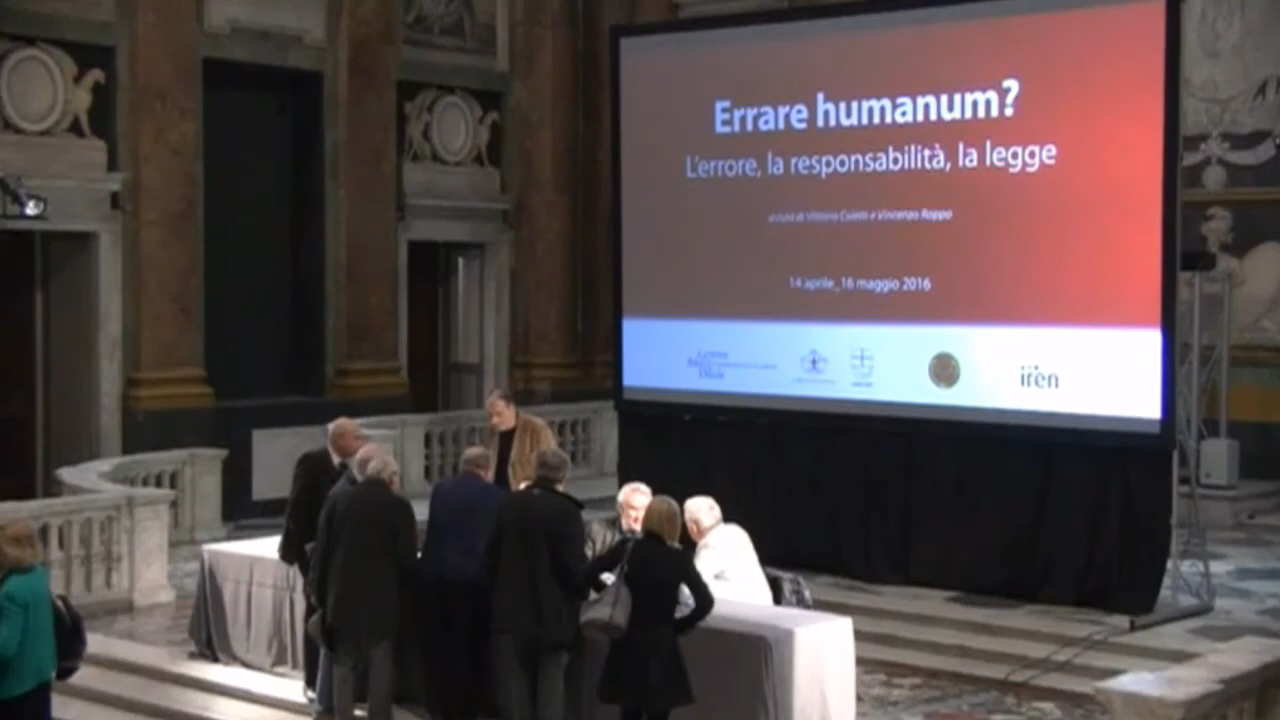 Errare humanum?
L'errore, la responsabilità, la legge
a cura di Vittorio Coletti e Vincenzo Roppo
14 aprile_16 maggio 2016
iren